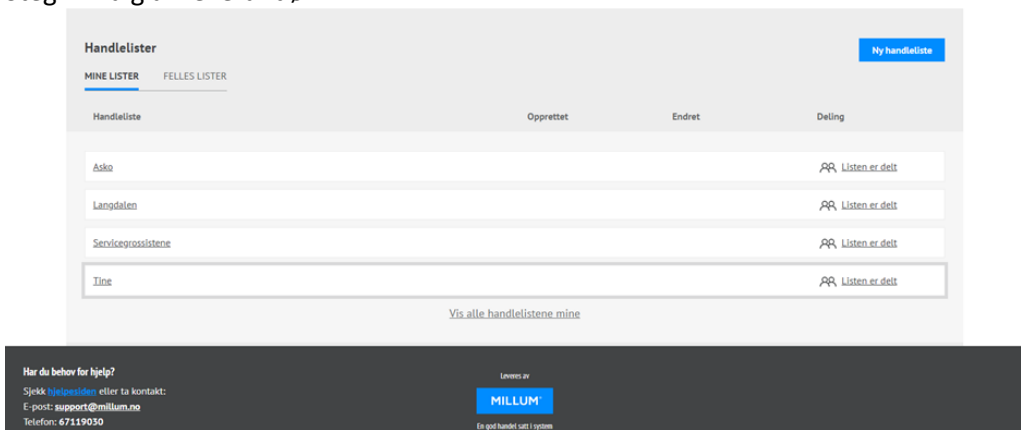 Handlelister
Ny handleliste
MINE LISTER FELLES LISTER
Handleliste Opprettet Endret Deling
Asko Listen er delt
Langdalen Listen er delt
Servicegrossistene Listen er delt
Tine Listen er delt
Vis alle handlelistene mine
Har du behov for hjelp?
Sjekk hjelpesiden eller ta kontakt:
E-post: support@millum.no
Telefon: 67119030
Leveres av
MILLUM
En god handel satt i system